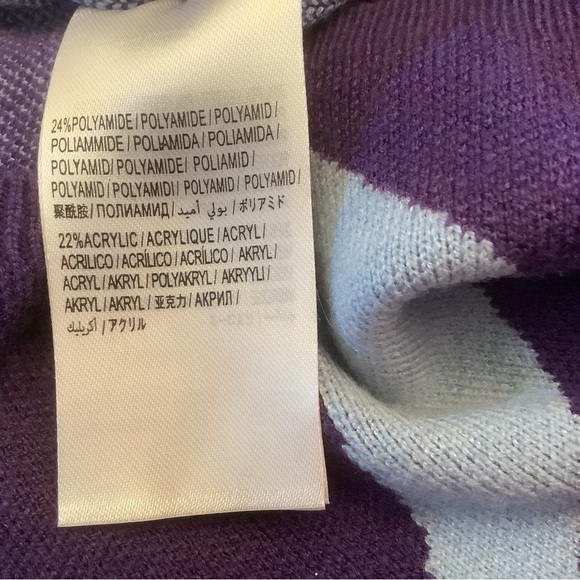 24%POLYAMIDE / POLYAMIDE / POLYAMID /
POLIAMMIDE / POLIAMIDA / POLIAMIDA /
POLYAMID/ POLYAMIDE/ POLIAMID /
POLYAMID / POLYAMIDI/ POLYAMID / POLYAMID /
聚酰胺/ ПОЛИАМИД / بولي أميد / ポリアミド
22%ACRYLIC / ACRYLIQUE / ACRYL/
ACRILICO / ACRÍLICO / ACRÍLICO / AKRYL/
ACRYL / AKRYL / POLYAKRYL / AKRYYLI /
AKRYL / AKRYL / 亚克力 / АКРИЛ /
أكريليك / アクリル